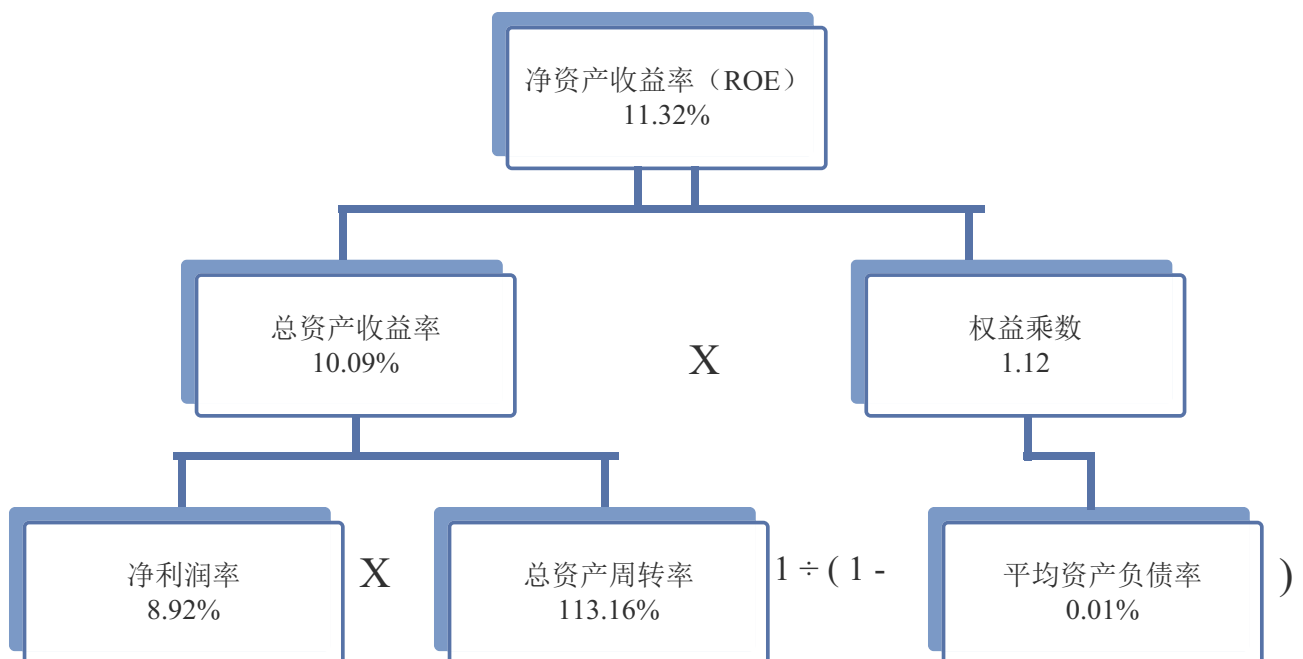 净资产收益率（ROE）
11.32%
总资产收益率
10.09%
X
权益乘数
1.12
净利润率
8.92%
X
总资产周转率
113.16%
1 ÷ ( 1 -
平均资产负债率
0.01%
)